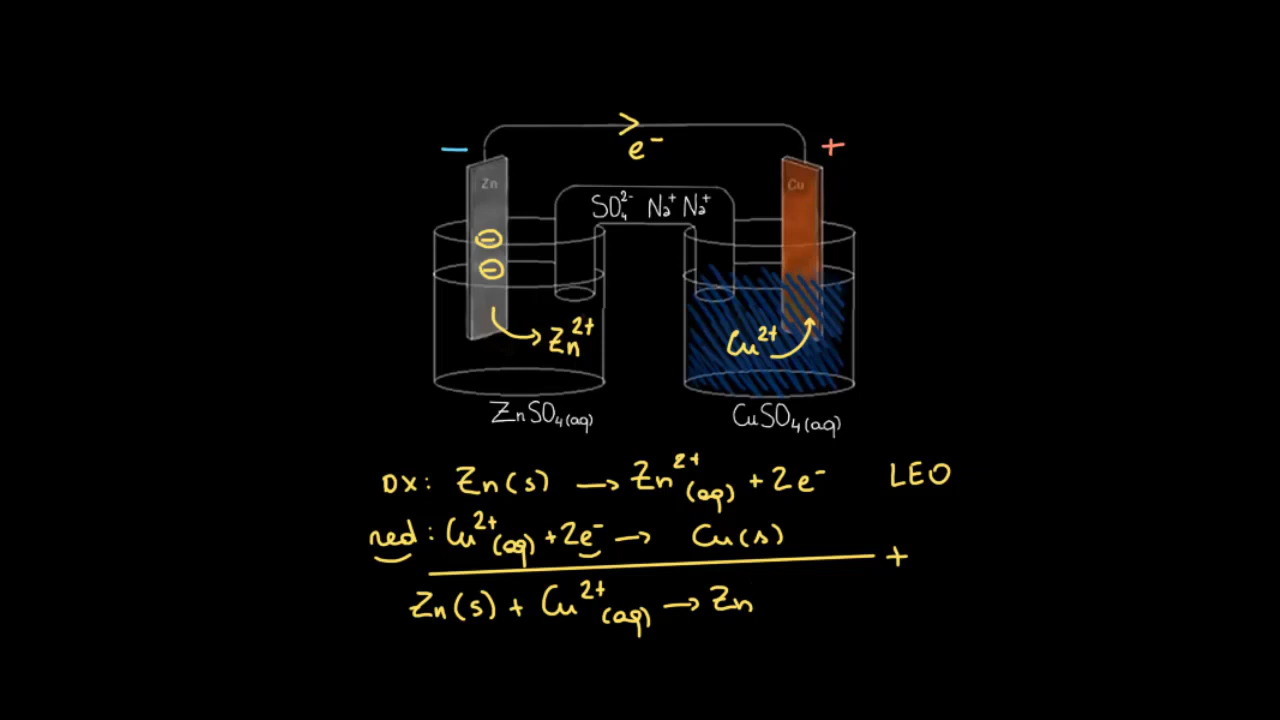 e⁻
− +
Zn Cu
SO₄²⁻ Na⁺ Na⁺
⊖
⊖
Zn²⁺ Cu²⁺
ZnSO₄(aq) CuSO₄(aq)
ox: Zn(s) → Zn²⁺(aq) + 2e⁻ LEO
red: Cu²⁺(aq) + 2e⁻ → Cu(s)
+
Zn(s) + Cu²⁺(aq) → Zn